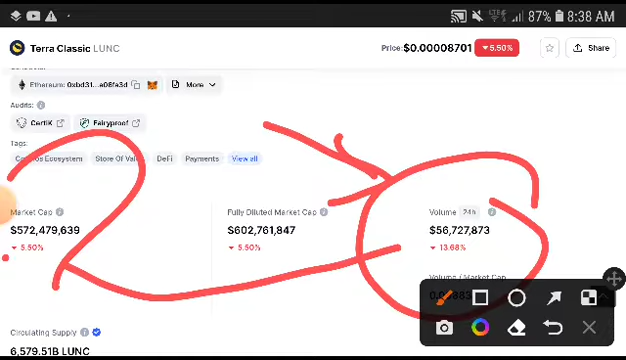 LTE 87% 8:38 AM
Terra Classic LUNC Price: $0.00008701 ▼ 5.50% Share
Ethereum: 0xbd31...a08fe3d More
Audits:
CertiK Fairyproof
Tags:
Ecosystem Store Of Value DeFi Payments View all
Market Cap Fully Diluted Market Cap Volume 24h
$572,479,639 $602,761,847 $56,727,873
▼ 5.50% ▼ 5.50% ▼ 13.68%
Volume / Market Cap
Circulating Supply
6,579.51B LUNC